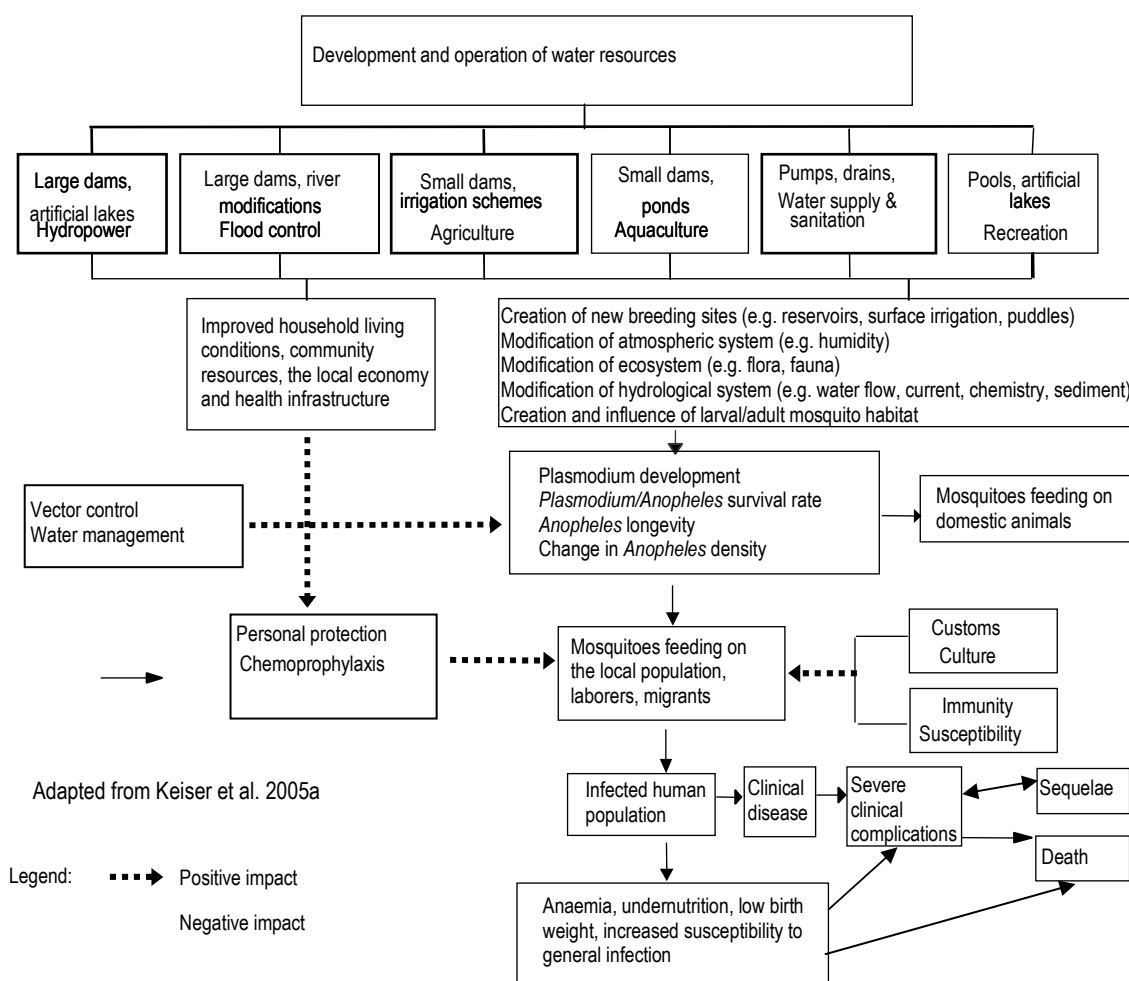 Development and operation of water resources
Large dams,
artificial lakes
Hydropower
Large dams, river
modifications
Flood control
Small dams,
irrigation schemes
Agriculture
Small dams,
ponds
Aquaculture
Pumps, drains,
Water supply &
sanitation
Pools, artificial
lakes
Recreation
Improved household living
conditions, community
resources, the local economy
and health infrastructure
Creation of new breeding sites (e.g. reservoirs, surface irrigation, puddles)
Modification of atmospheric system (e.g. humidity)
Modification of ecosystem (e.g. flora, fauna)
Modification of hydrological system (e.g. water flow, current, chemistry, sediment)
Creation and influence of larval/adult mosquito habitat
Vector control
Water management
Plasmodium development
Plasmodium/Anopheles survival rate
Anopheles longevity
Change in Anopheles density
Mosquitoes feeding on
domestic animals
Personal protection
Chemoprophylaxis
Mosquitoes feeding on
the local population,
laborers, migrants
Customs
Culture
Immunity
Susceptibility
Adapted from Keiser et al. 2005a
Infected human
population
Clinical
disease
Severe
clinical
complications
Sequelae
Death
Legend:
Positive impact
Negative impact
Anaemia, undernutrition, low birth
weight, increased susceptibility to
general infection